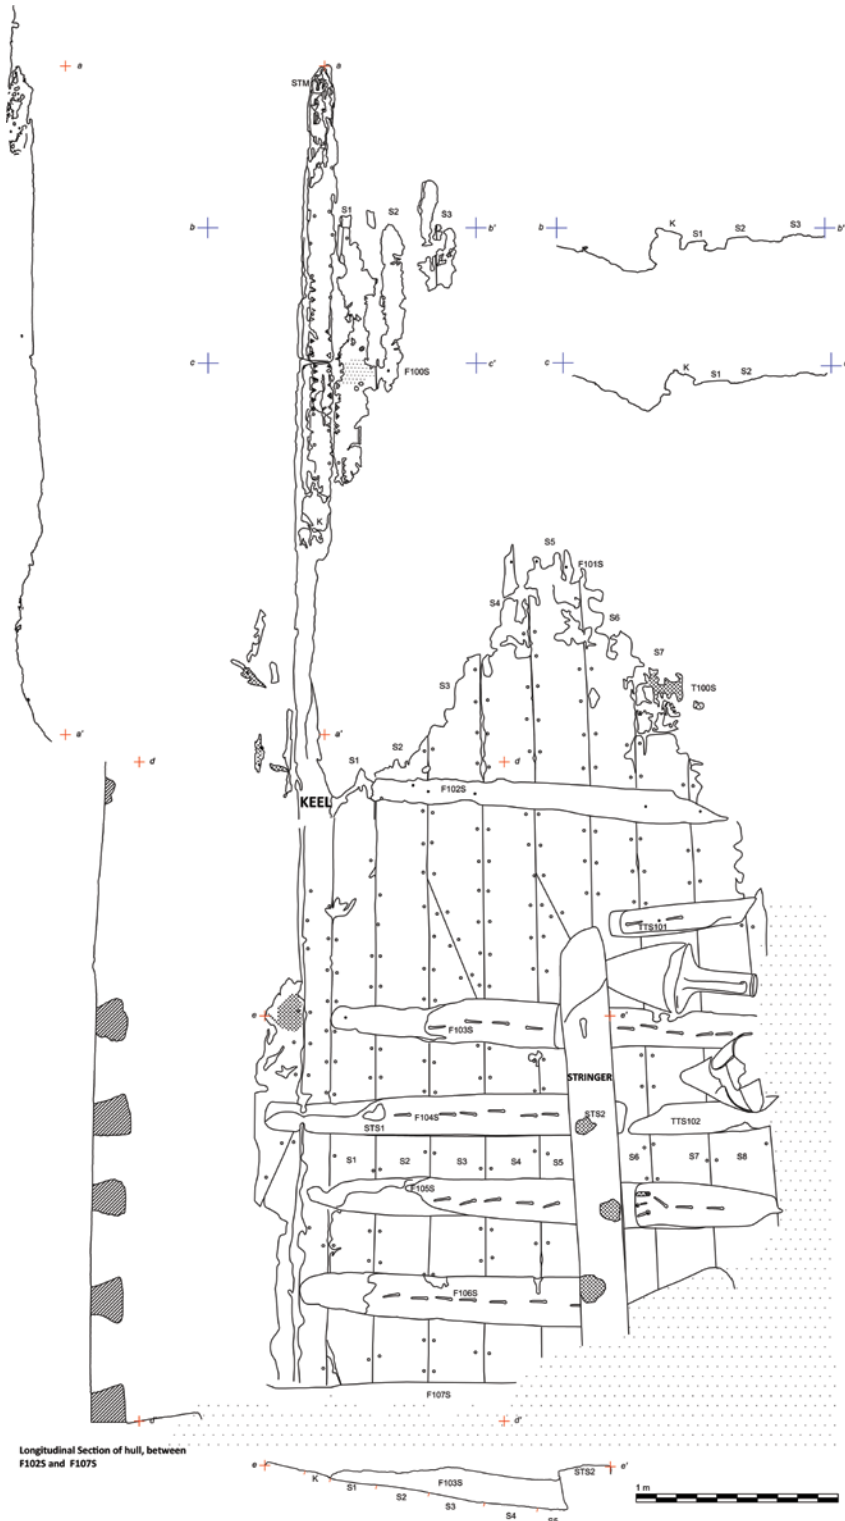 a
a
STM
S1
S2
S3
b
b'
b
K
S1
S2
S3
b'
c
c'
F100S
c
K
S1
S2
K
S5
F101S
S4
S6
S7
S3
T100S
a'
a'
S2
d
S1
d
F102S
KEEL
TTS101
e
e'
F103S
STRINGER
STS2
F104S
TTS102
STS1
S1
S2
S3
S4
S5
S6
S7
S8
F105S
F106S
F107S
d'
d'
Longitudinal Section of hull, between
F102S and F107S
e
STS2
e'
K
F103S
S1
S2
S3
S4
1 m